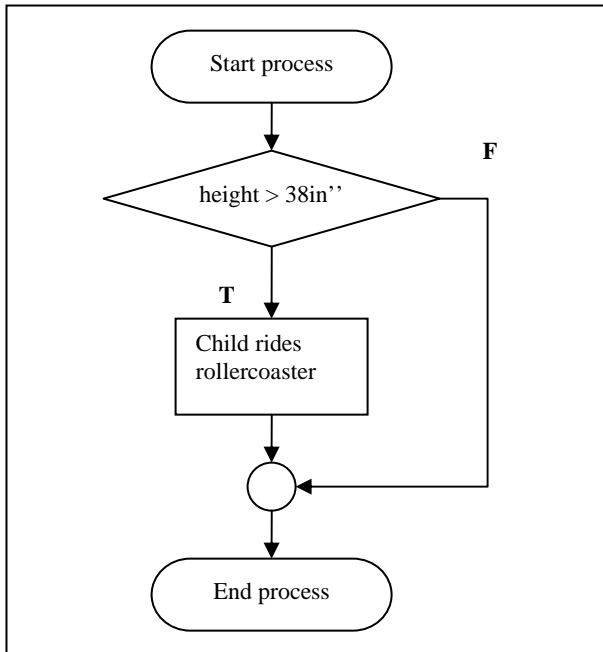 Start process
F
height > 38in’’
T
Child rides
rollercoaster
End process